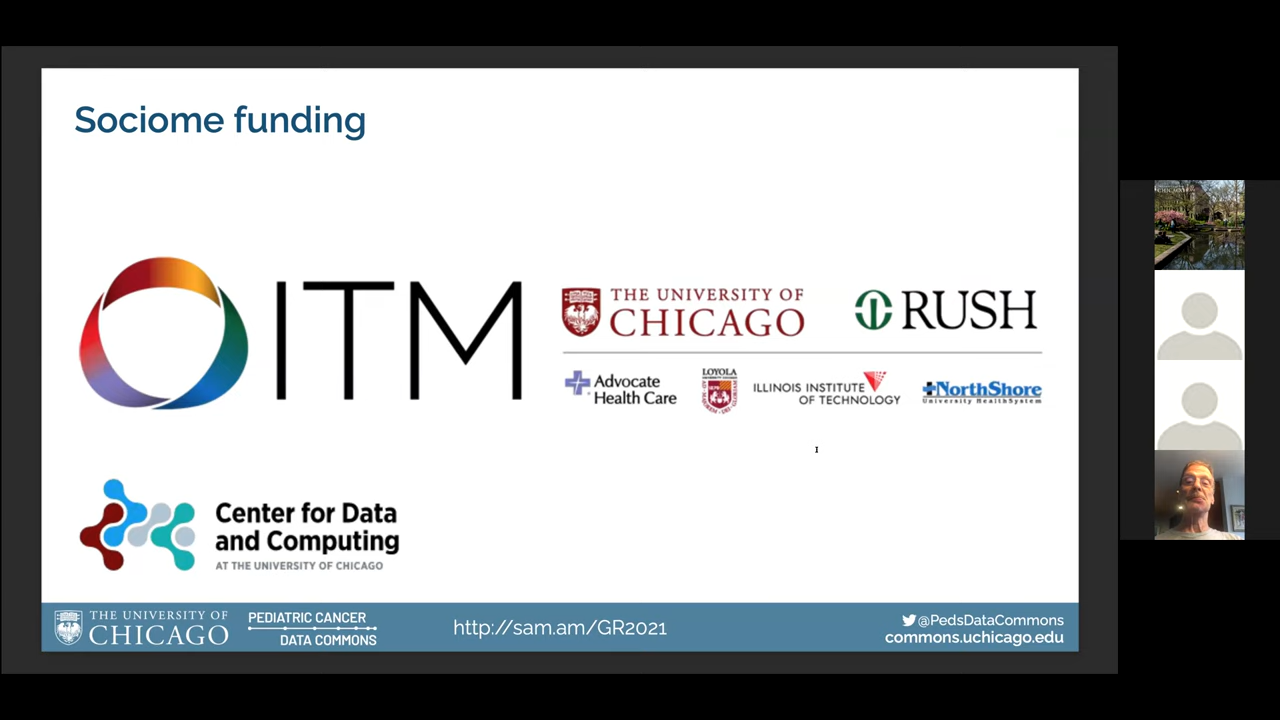 Sociome funding
ITM
THE UNIVERSITY OF
CHICAGO
RUSH
Advocate
Health Care
LOYOLA
ILLINOIS INSTITUTE
OF TECHNOLOGY
NorthShore
University HealthSystem
Center for Data
and Computing
AT THE UNIVERSITY OF CHICAGO
THE UNIVERSITY OF
CHICAGO
PEDIATRIC CANCER
DATA COMMONS
http://sam.am/GR2021
@PedsDataCommons
commons.uchicago.edu